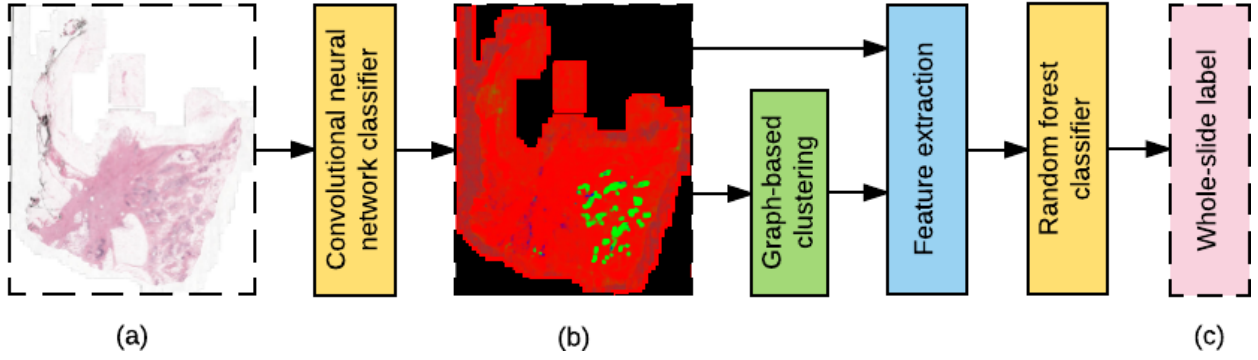 Convolutional neural
network classifier
Graph-based
clustering
Feature extraction
Random forest
classifier
Whole-slide label
(a)
(b)
(c)